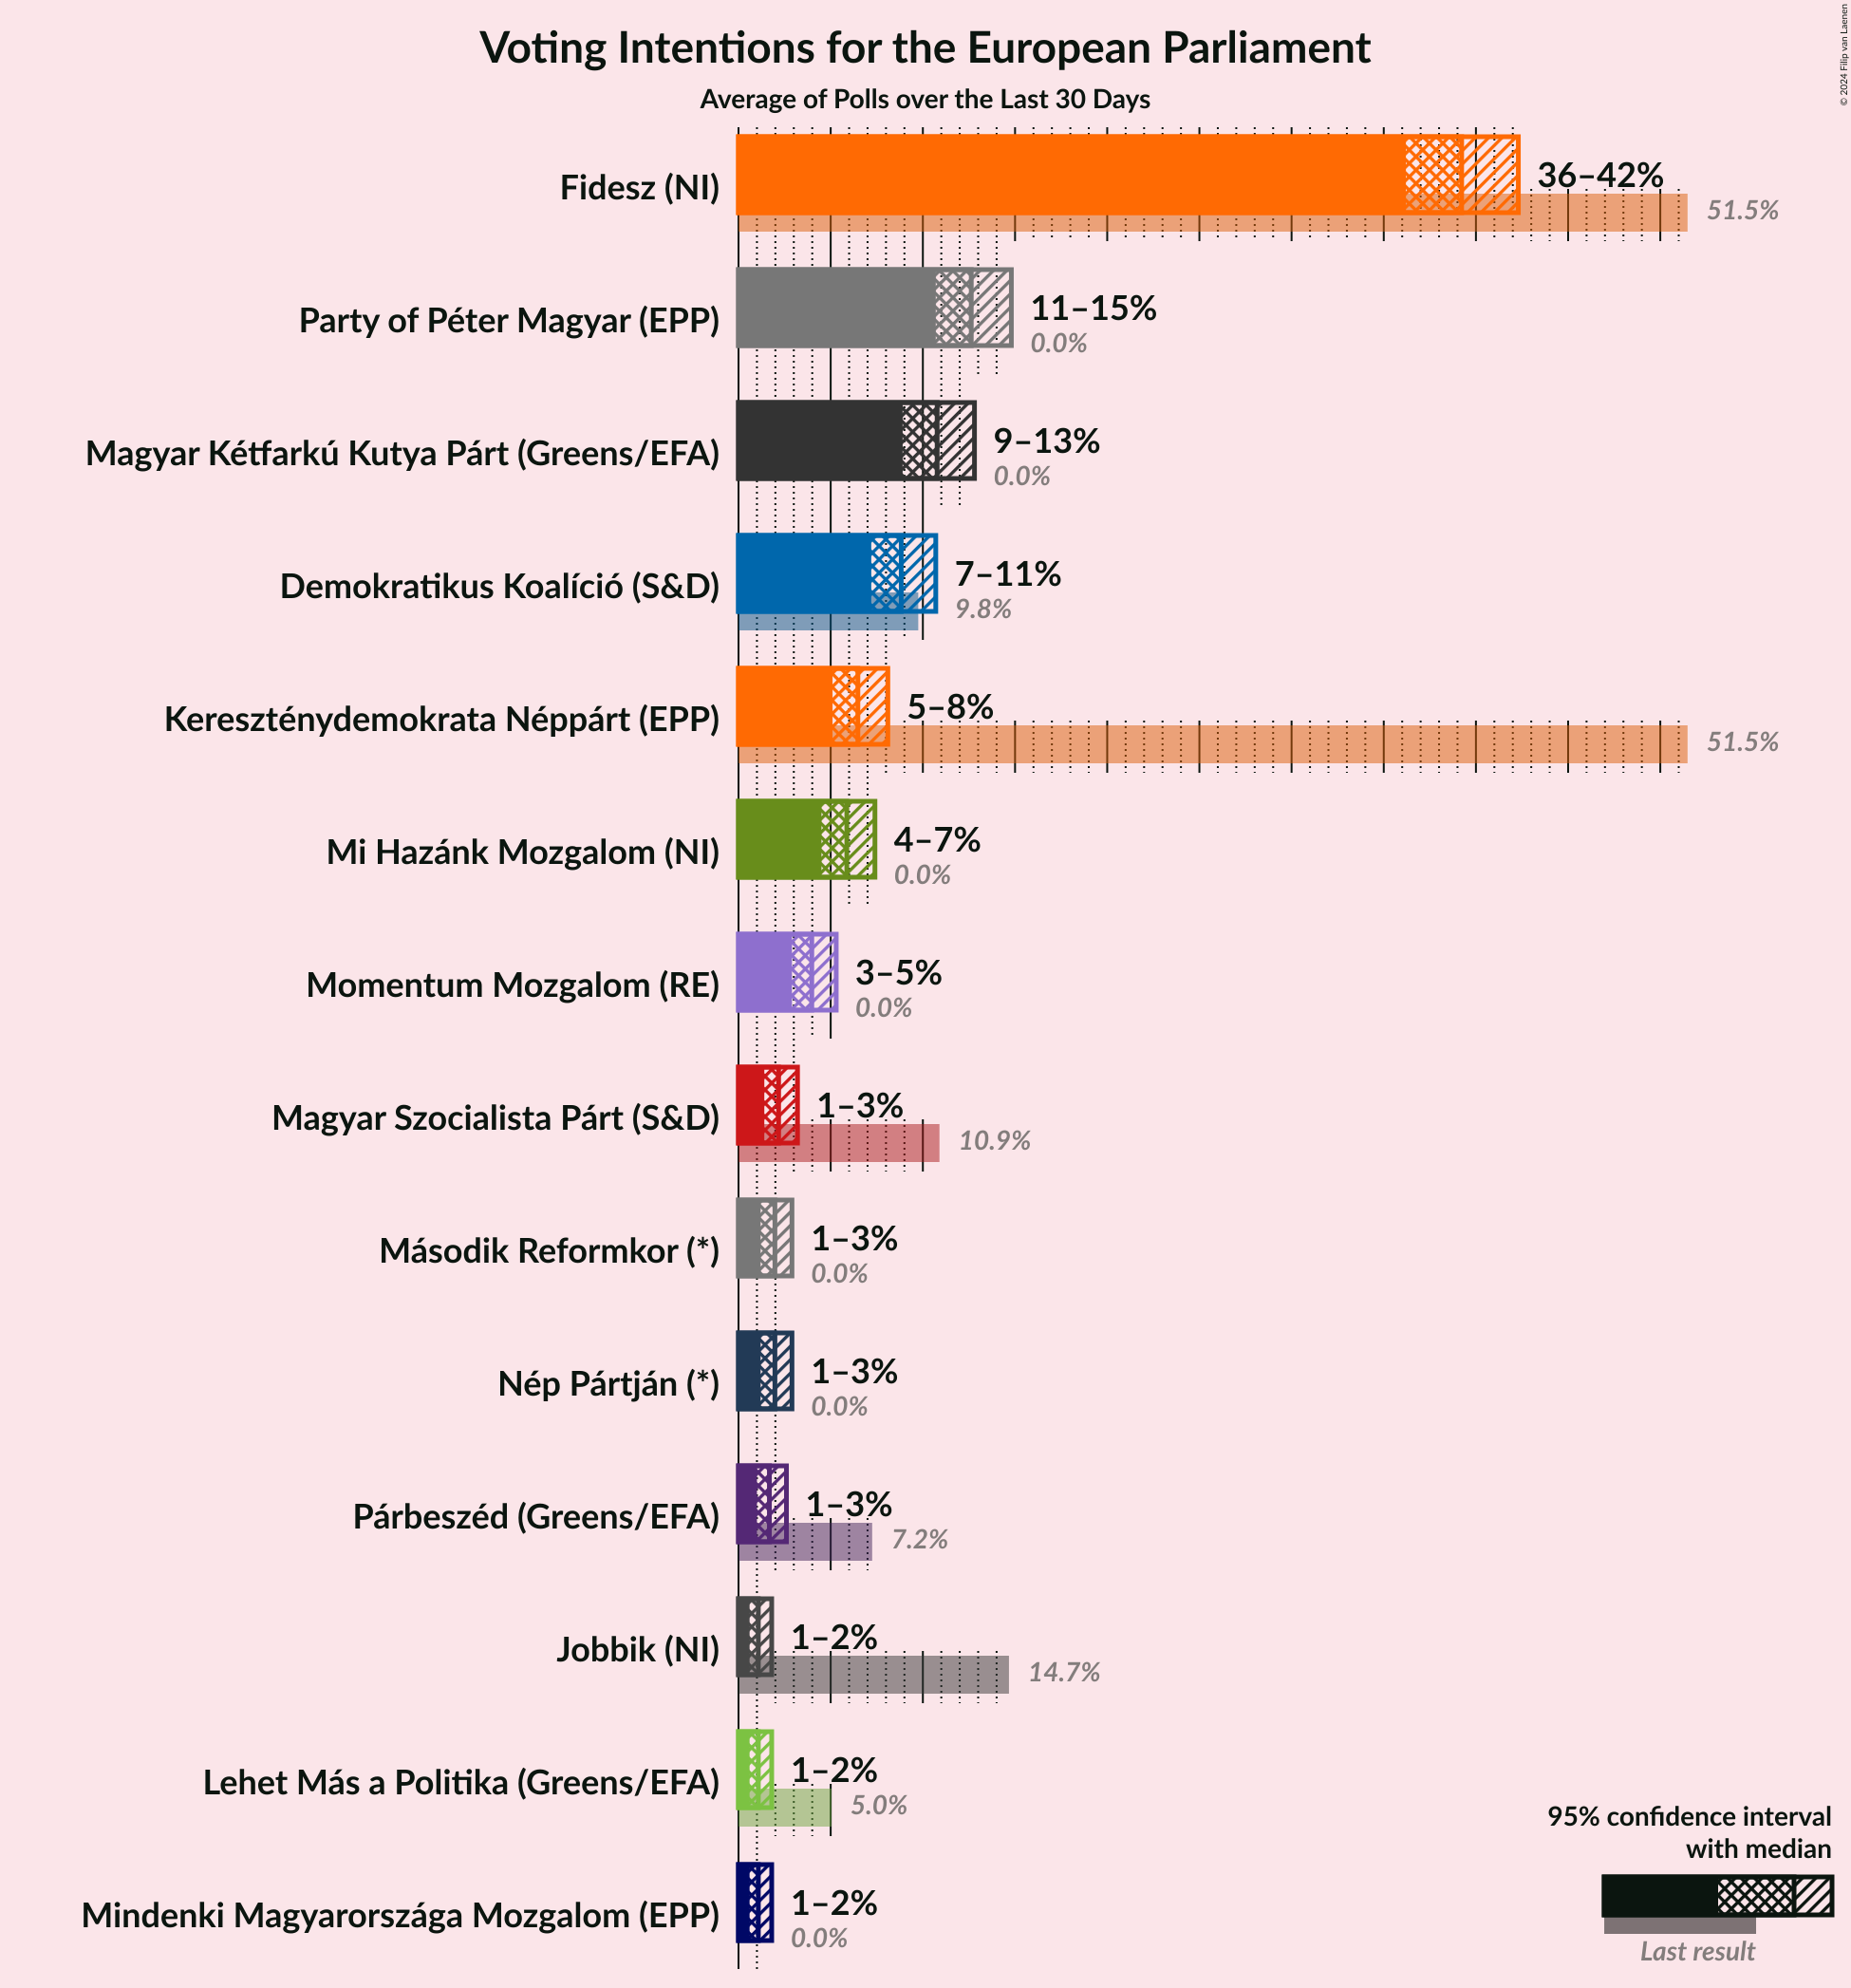 © 2024 Filip van Laenen
Voting Intentions for the European Parliament
Average of Polls over the Last 30 Days
Fidesz (NI)
36–42%
51.5%
Party of Péter Magyar (EPP)
11–15%
0.0%
Magyar Kétfarkú Kutya Párt (Greens/EFA)
9–13%
0.0%
Demokratikus Koalíció (S&D)
7–11%
9.8%
Kereszténydemokrata Néppárt (EPP)
5–8%
51.5%
Mi Hazánk Mozgalom (NI)
4–7%
0.0%
Momentum Mozgalom (RE)
3–5%
0.0%
Magyar Szocialista Párt (S&D)
1–3%
10.9%
Második Reformkor (*)
1–3%
0.0%
Nép Pártján (*)
1–3%
0.0%
Párbeszéd (Greens/EFA)
1–3%
7.2%
Jobbik (NI)
1–2%
14.7%
Lehet Más a Politika (Greens/EFA)
1–2%
5.0%
Mindenki Magyarországa Mozgalom (EPP)
1–2%
0.0%
95% confidence interval
with median
Last result